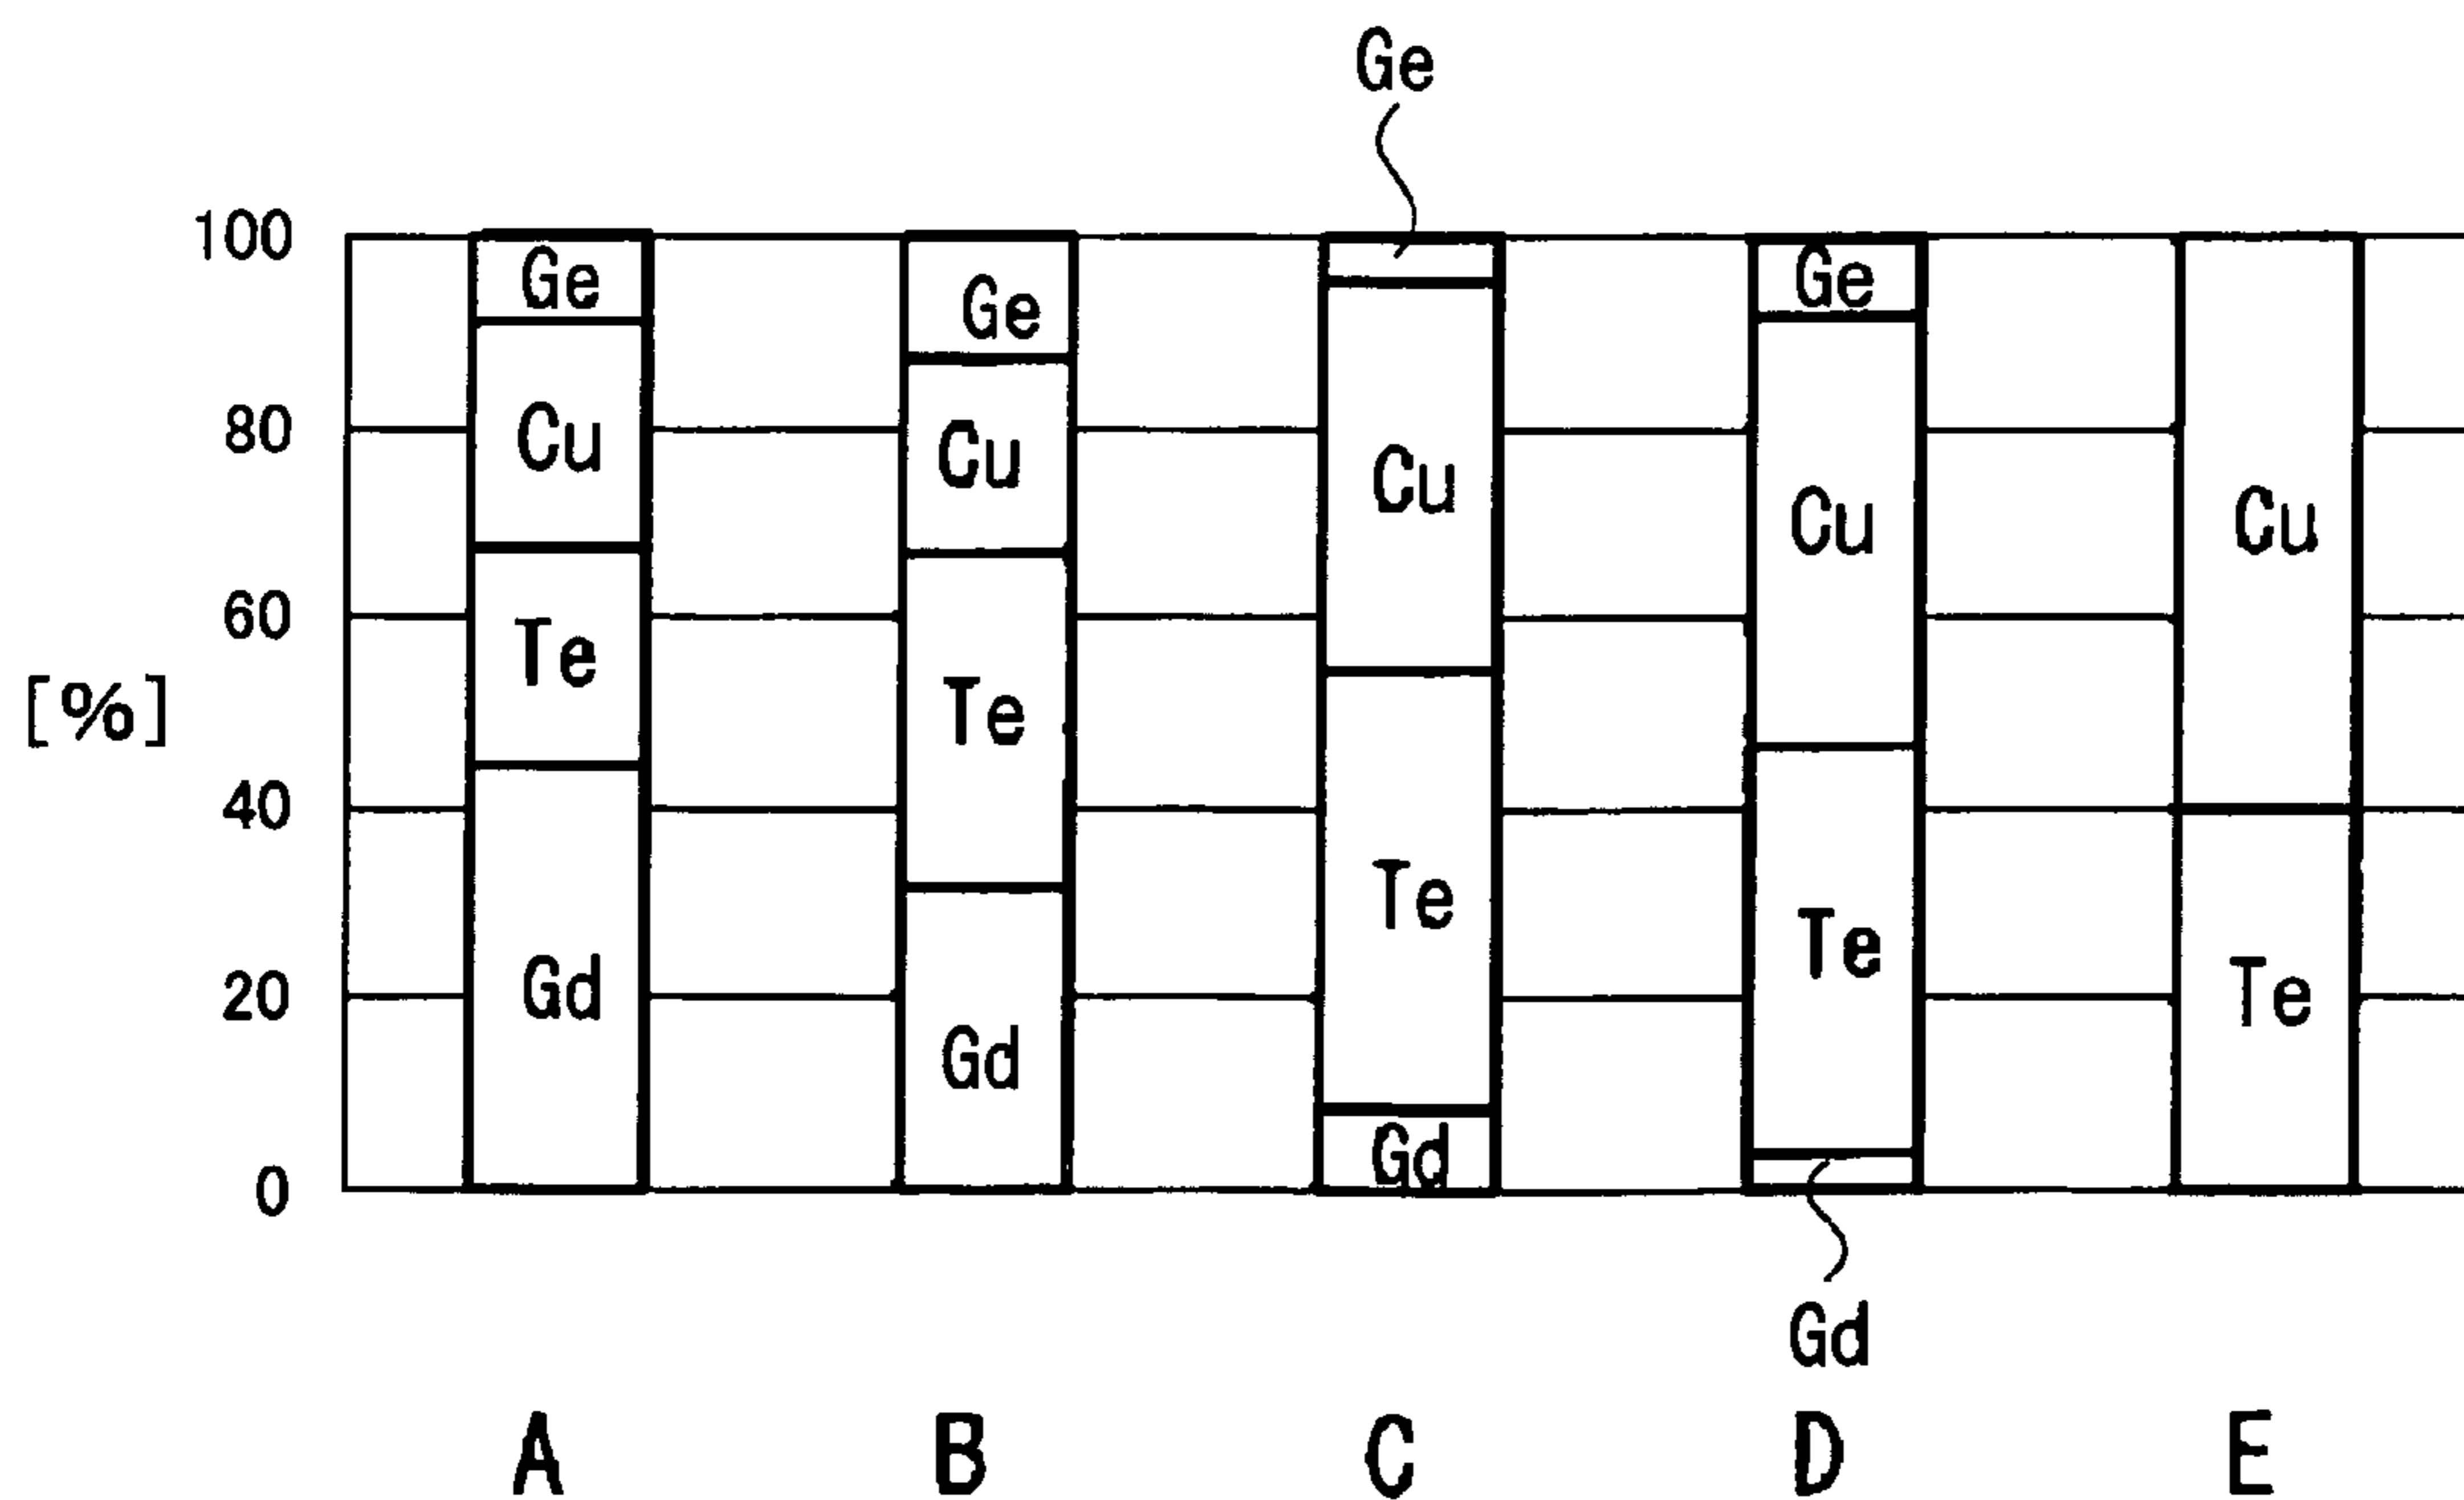 Ge
100
Ge Ge Ge
80 Cu Cu Cu Cu Cu
60 Te Te
[%]
40 Te Te
20 Gd Gd Te
0 Gd
Gd
A B C D E